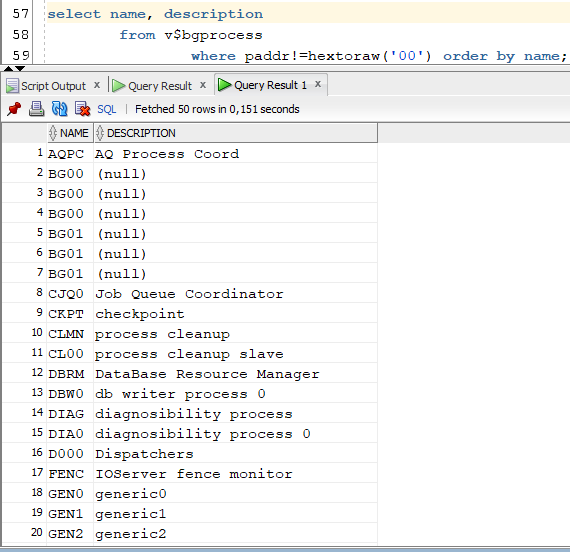 57 select name, description
58 from v$bgprocess
59 where paddr!=hextoraw('00') order by name;
Script Output x Query Result x Query Result 1 x
SQL Fetched 50 rows in 0,151 seconds
NAME DESCRIPTION
1 AQPC AQ Process Coord
2 BG00 (null)
3 BG00 (null)
4 BG00 (null)
5 BG01 (null)
6 BG01 (null)
7 BG01 (null)
8 CJQ0 Job Queue Coordinator
9 CKPT checkpoint
10 CLMN process cleanup
11 CL00 process cleanup slave
12 DBRM DataBase Resource Manager
13 DBW0 db writer process 0
14 DIAG diagnosibility process
15 DIA0 diagnosibility process 0
16 D000 Dispatchers
17 FENC IOServer fence monitor
18 GEN0 generic0
19 GEN1 generic1
20 GEN2 generic2